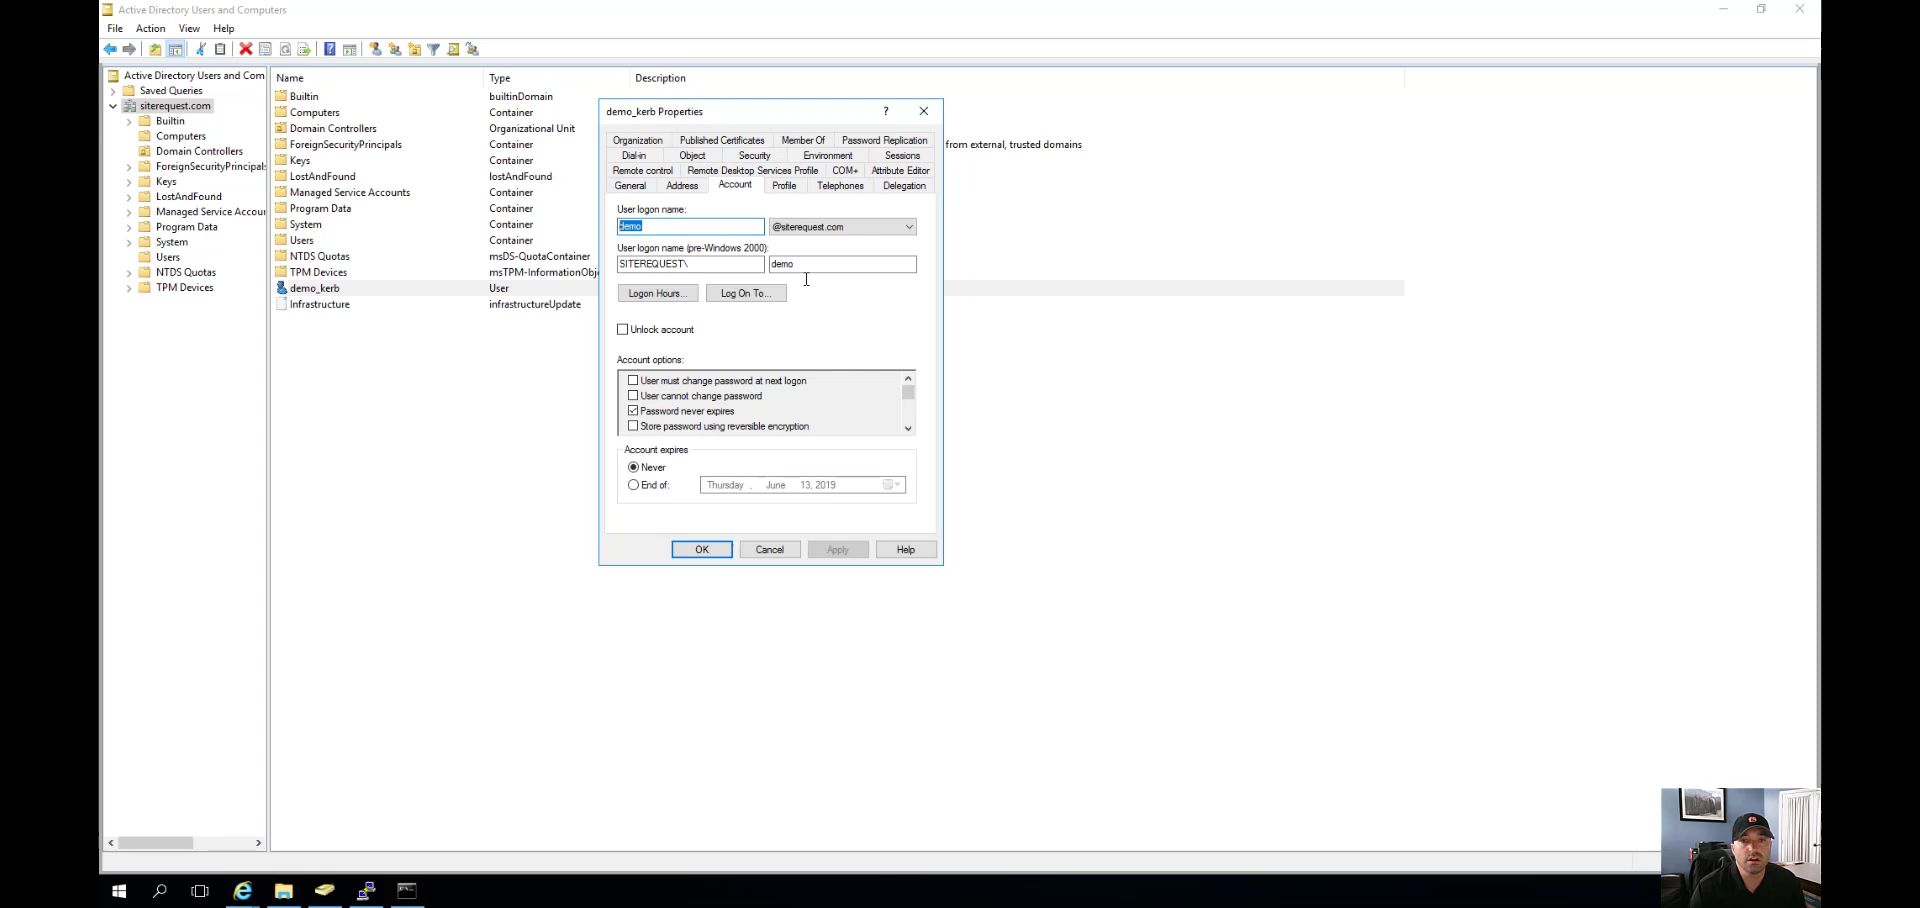 Active Directory Users and Computers
File Action View Help
Active Directory Users and Com
Saved Queries
siterequest.com
Builtin
Computers
Domain Controllers
ForeignSecurityPrincipals
Keys
LostAndFound
Managed Service Accour
Program Data
System
Users
NTDS Quotas
TPM Devices
Name Type Description
Builtin builtinDomain
Computers Container
Domain Controllers Organizational Unit
ForeignSecurityPrincipals Container from external, trusted domains
Keys Container
LostAndFound lostAndFound
Managed Service Accounts Container
Program Data Container
System Container
Users Container
NTDS Quotas msDS-QuotaContainer
TPM Devices msTPM-InformationObje
demo_kerb User
Infrastructure infrastructureUpdate
demo_kerb Properties
Organization Published Certificates Member Of Password Replication
Dial-in Object Security Environment Sessions
Remote control Remote Desktop Services Profile COM+ Attribute Editor
General Address Account Profile Telephones Delegation
User logon name:
demo @siterequest.com
User logon name (pre-Windows 2000):
SITEREQUEST\ demo
Logon Hours... Log On To...
Unlock account
Account options:
User must change password at next logon
User cannot change password
Password never expires
Store password using reversible encryption
Account expires
Never
End of: Thursday , June 13, 2019
OK Cancel Apply Help